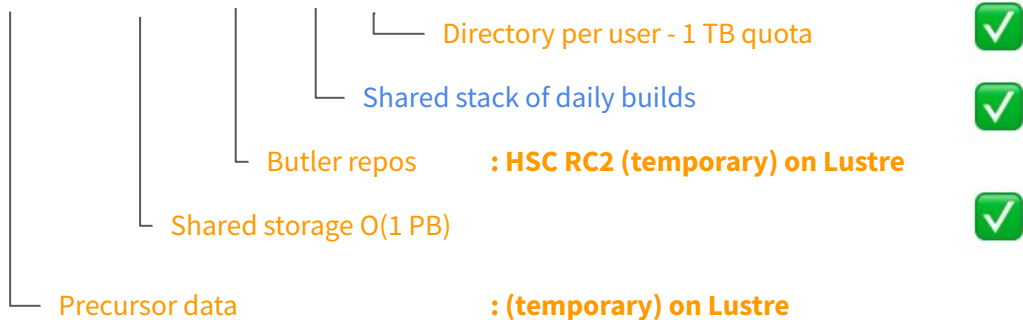 Directory per user - 1 TB quota
Shared stack of daily builds
Butler repos : HSC RC2 (temporary) on Lustre
Shared storage O(1 PB)
Precursor data : (temporary) on Lustre